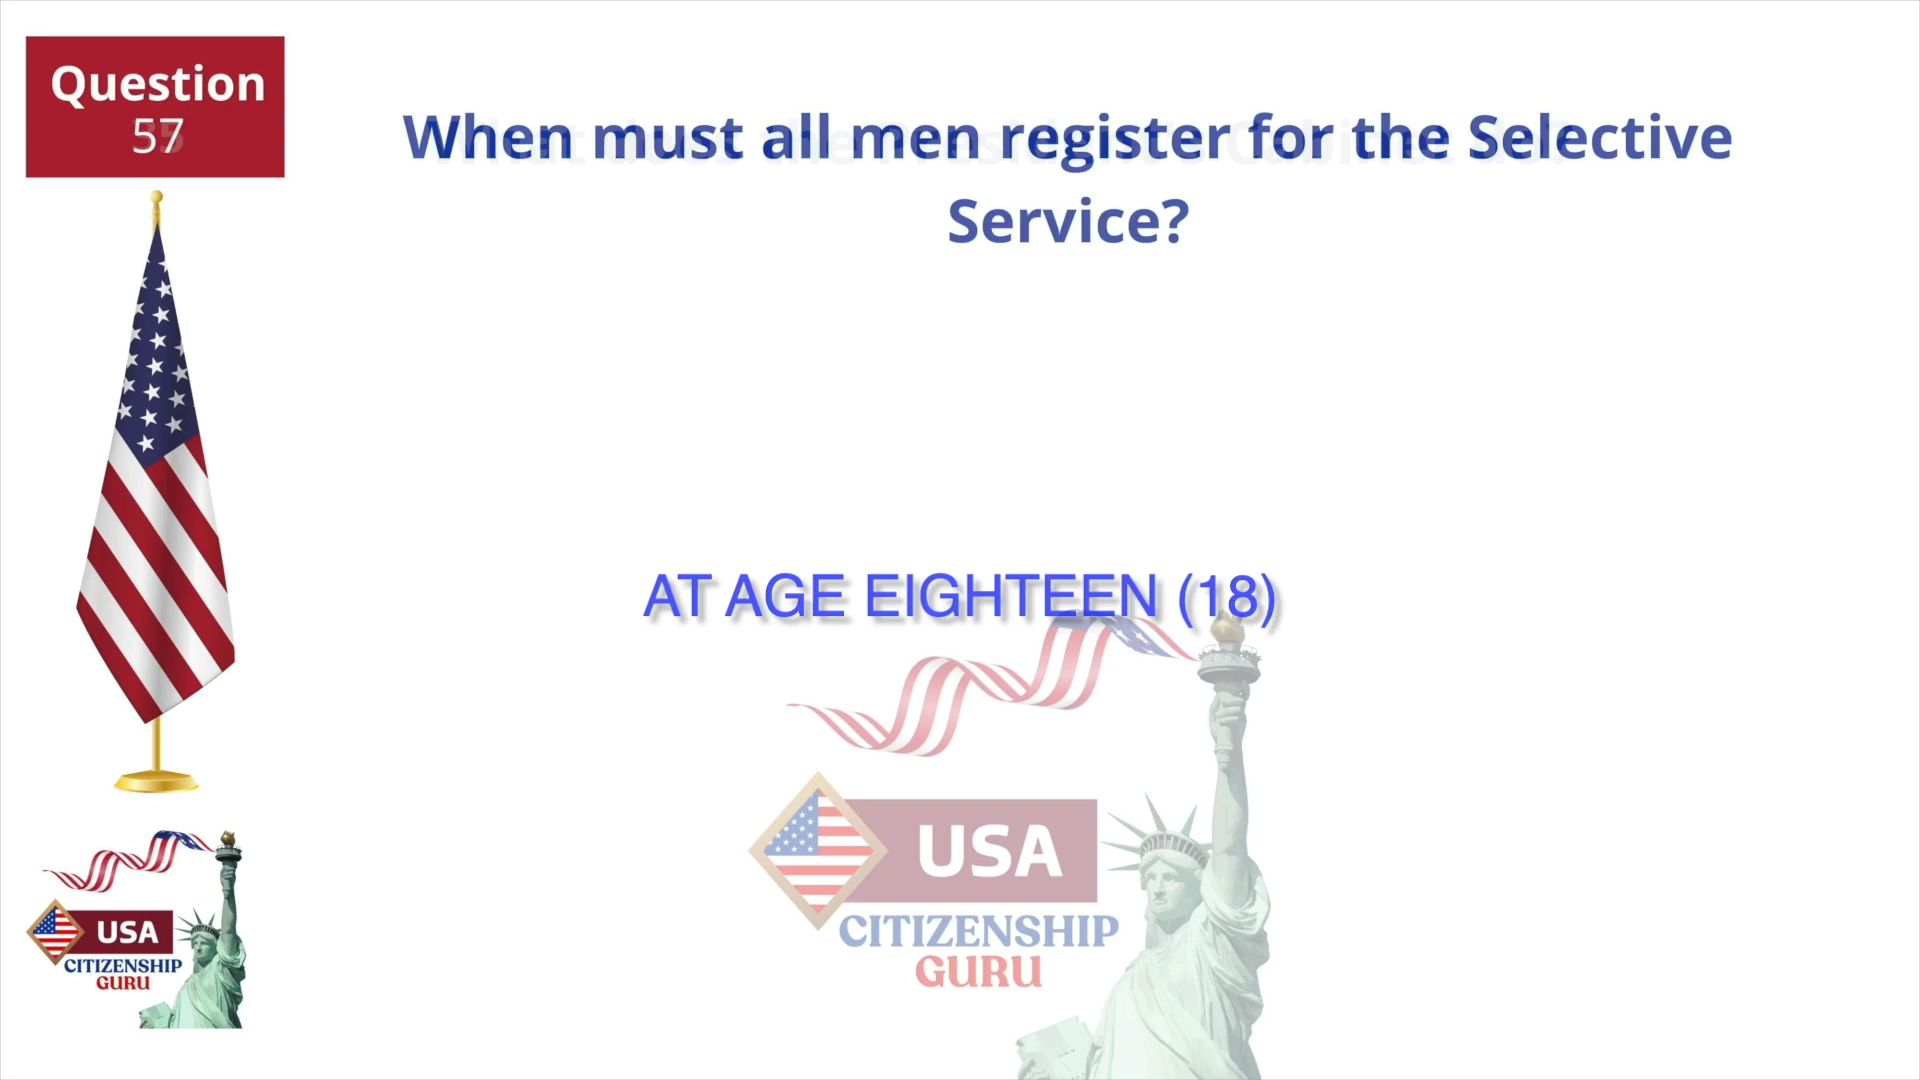 Question
57
When must all men register for the Selective
Service?
AT AGE EIGHTEEN (18)
USA
CITIZENSHIP
GURU
USA
CITIZENSHIP
GURU